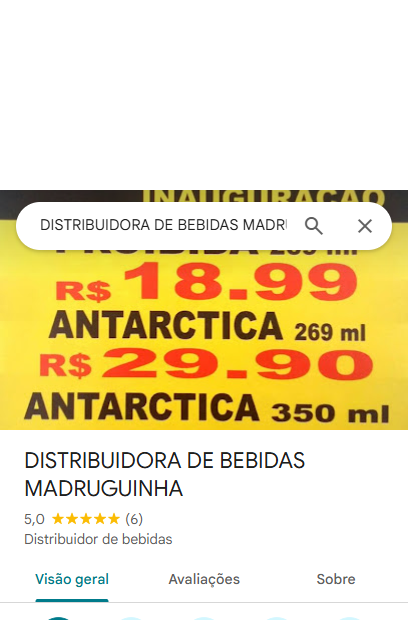 INAUGURAÇÃO
DISTRIBUIDORA DE BEBIDAS MADRU
PROIBIDA 269 ml
R$ 18.99
ANTARCTICA 269 ml
R$ 29.90
ANTARCTICA 350 ml
DISTRIBUIDORA DE BEBIDAS
MADRUGUINHA
5,0 ★★★★★ (6)
Distribuidor de bebidas
Visão geral Avaliações Sobre